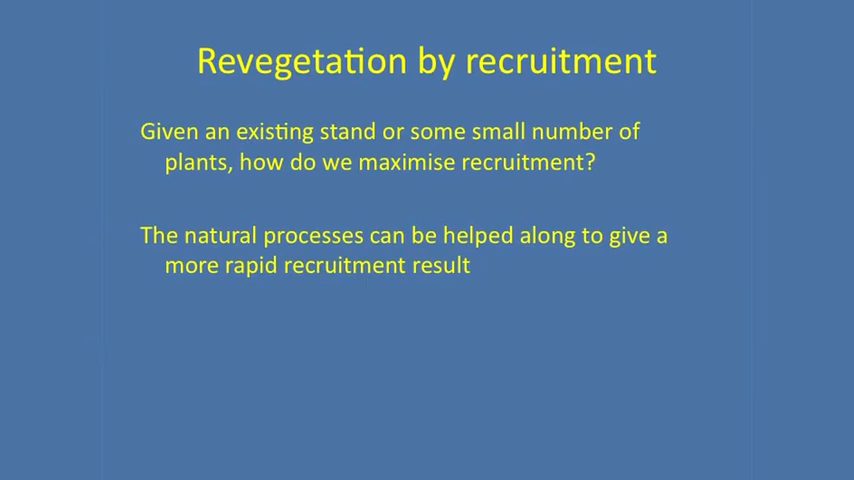 Revegetation by recruitment
Given an existing stand or some small number of
plants, how do we maximise recruitment?
The natural processes can be helped along to give a
more rapid recruitment result